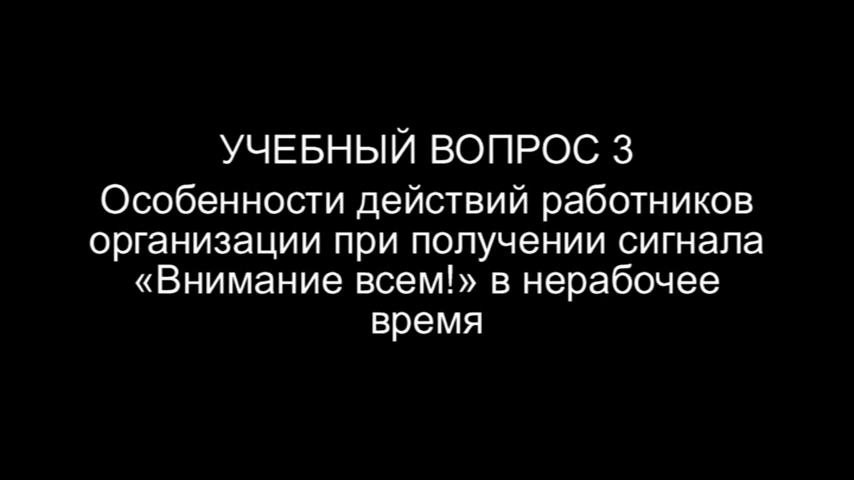 УЧЕБНЫЙ ВОПРОС 3
Особенности действий работников
организации при получении сигнала
«Внимание всем!» в нерабочее
время